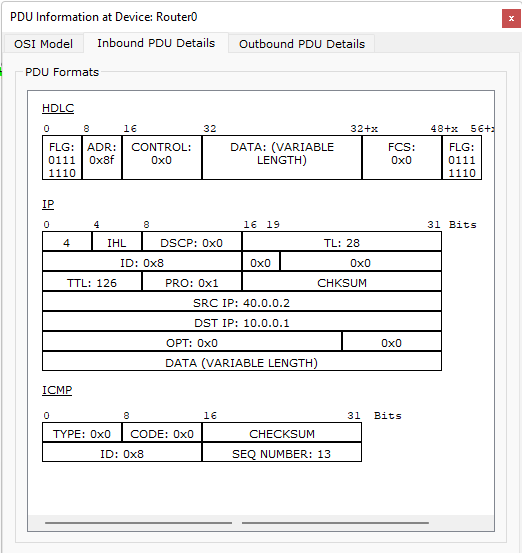 PDU Information at Device: Router0 x
OSI Model Inbound PDU Details Outbound PDU Details
PDU Formats
HDLC
0 8 16 32 32+x 48+x 56+
FLG: 0111 1110 ADR: 0x8f CONTROL: 0x0 DATA: (VARIABLE LENGTH) FCS: 0x0 FLG: 0111 1110
IP
0 4 8 16 19 31 Bits
4 IHL DSCP: 0x0 TL: 28
ID: 0x8 0x0 0x0
TTL: 126 PRO: 0x1 CHKSUM
SRC IP: 40.0.0.2
DST IP: 10.0.0.1
OPT: 0x0 0x0
DATA (VARIABLE LENGTH)
ICMP
0 8 16 31 Bits
TYPE: 0x0 CODE: 0x0 CHECKSUM
ID: 0x8 SEQ NUMBER: 13